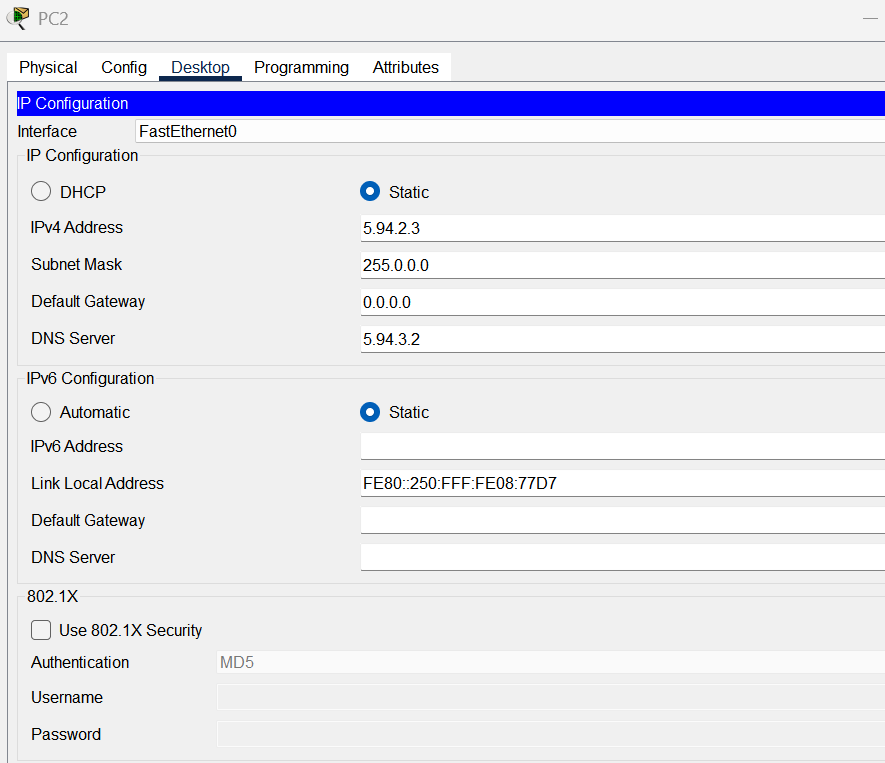 PC2
Physical Config Desktop Programming Attributes
IP Configuration
Interface FastEthernet0
IP Configuration
DHCP Static
IPv4 Address 5.94.2.3
Subnet Mask 255.0.0.0
Default Gateway 0.0.0.0
DNS Server 5.94.3.2
IPv6 Configuration
Automatic Static
IPv6 Address
Link Local Address FE80::250:FFF:FE08:77D7
Default Gateway
DNS Server
802.1X
Use 802.1X Security
Authentication MD5
Username
Password